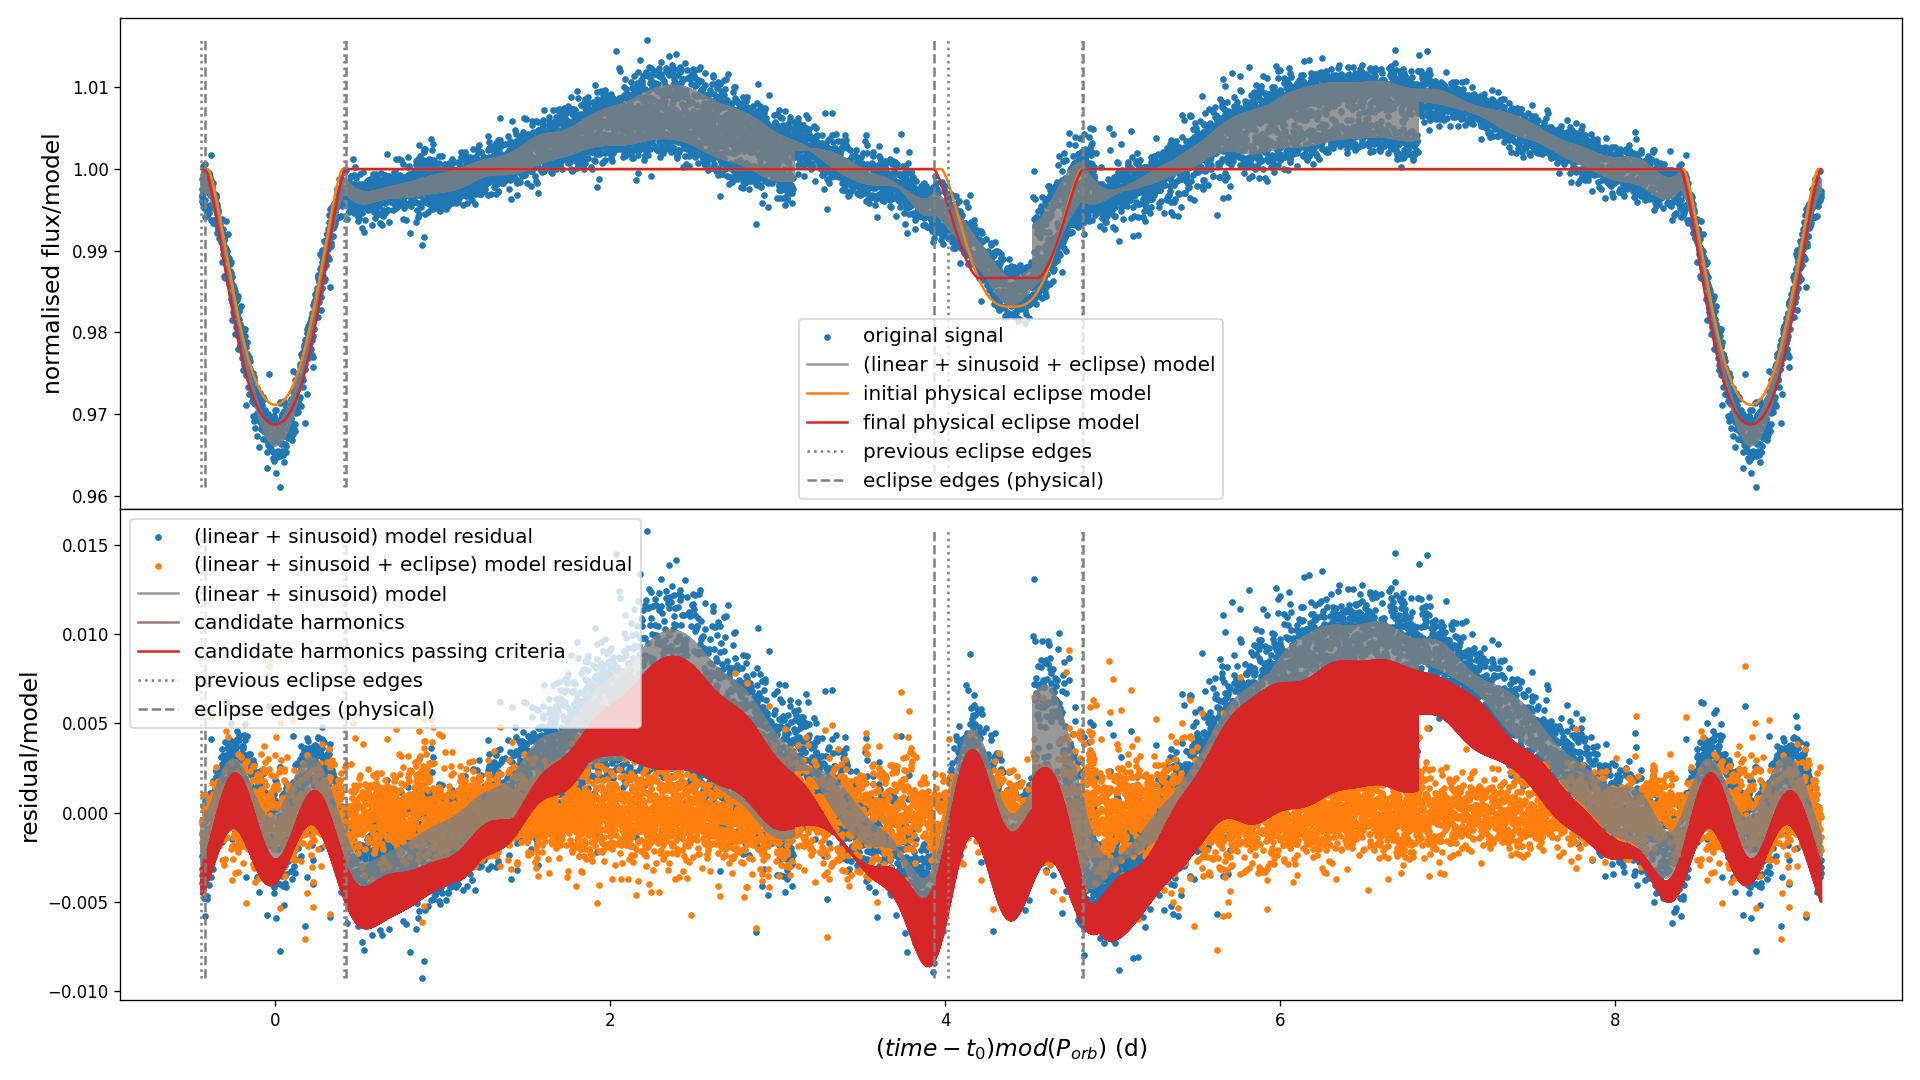 normalised flux/model
1.01
1.00
0.99
0.98
0.97
0.96
original signal
(linear + sinusoid + eclipse) model
initial physical eclipse model
final physical eclipse model
previous eclipse edges
eclipse edges (physical)
residual/model
0.015
0.010
0.005
0.000
−0.005
−0.010
(linear + sinusoid) model residual
(linear + sinusoid + eclipse) model residual
(linear + sinusoid) model
candidate harmonics
candidate harmonics passing criteria
previous eclipse edges
eclipse edges (physical)
0 2 4 6 8
(time − t₀)mod(P_orb) (d)